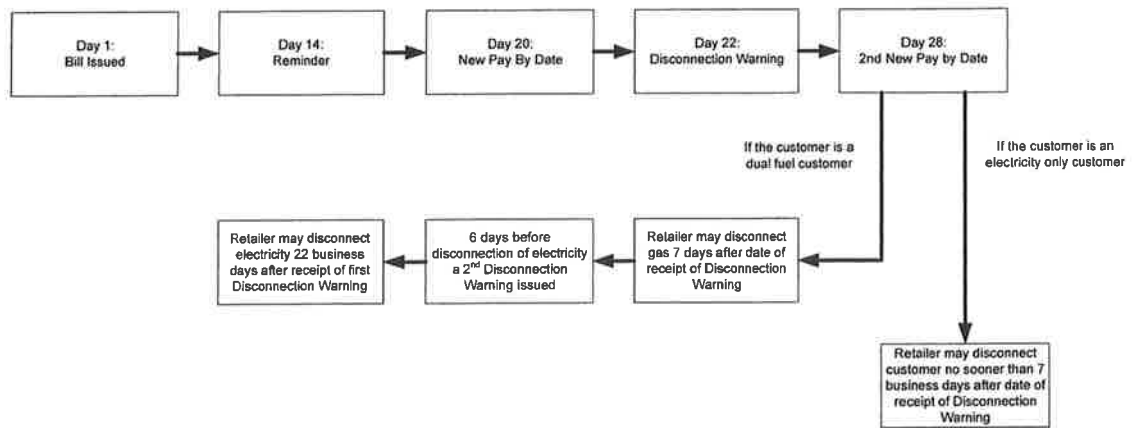 Day 1:
Bill Issued
Day 14:
Reminder
Day 20:
New Pay By Date
Day 22:
Disconnection Warning
Day 28:
2nd New Pay by Date
If the customer is a
dual fuel customer
If the customer is an
electricity only customer
Retailer may disconnect
electricity 22 business
days after receipt of first
Disconnection Warning
6 days before
disconnection of electricity
a 2nd Disconnection
Warning issued
Retailer may disconnect
gas 7 days after date of
receipt of Disconnection
Warning
Retailer may disconnect
customer no sooner than 7
business days after date of
receipt of Disconnection
Warning